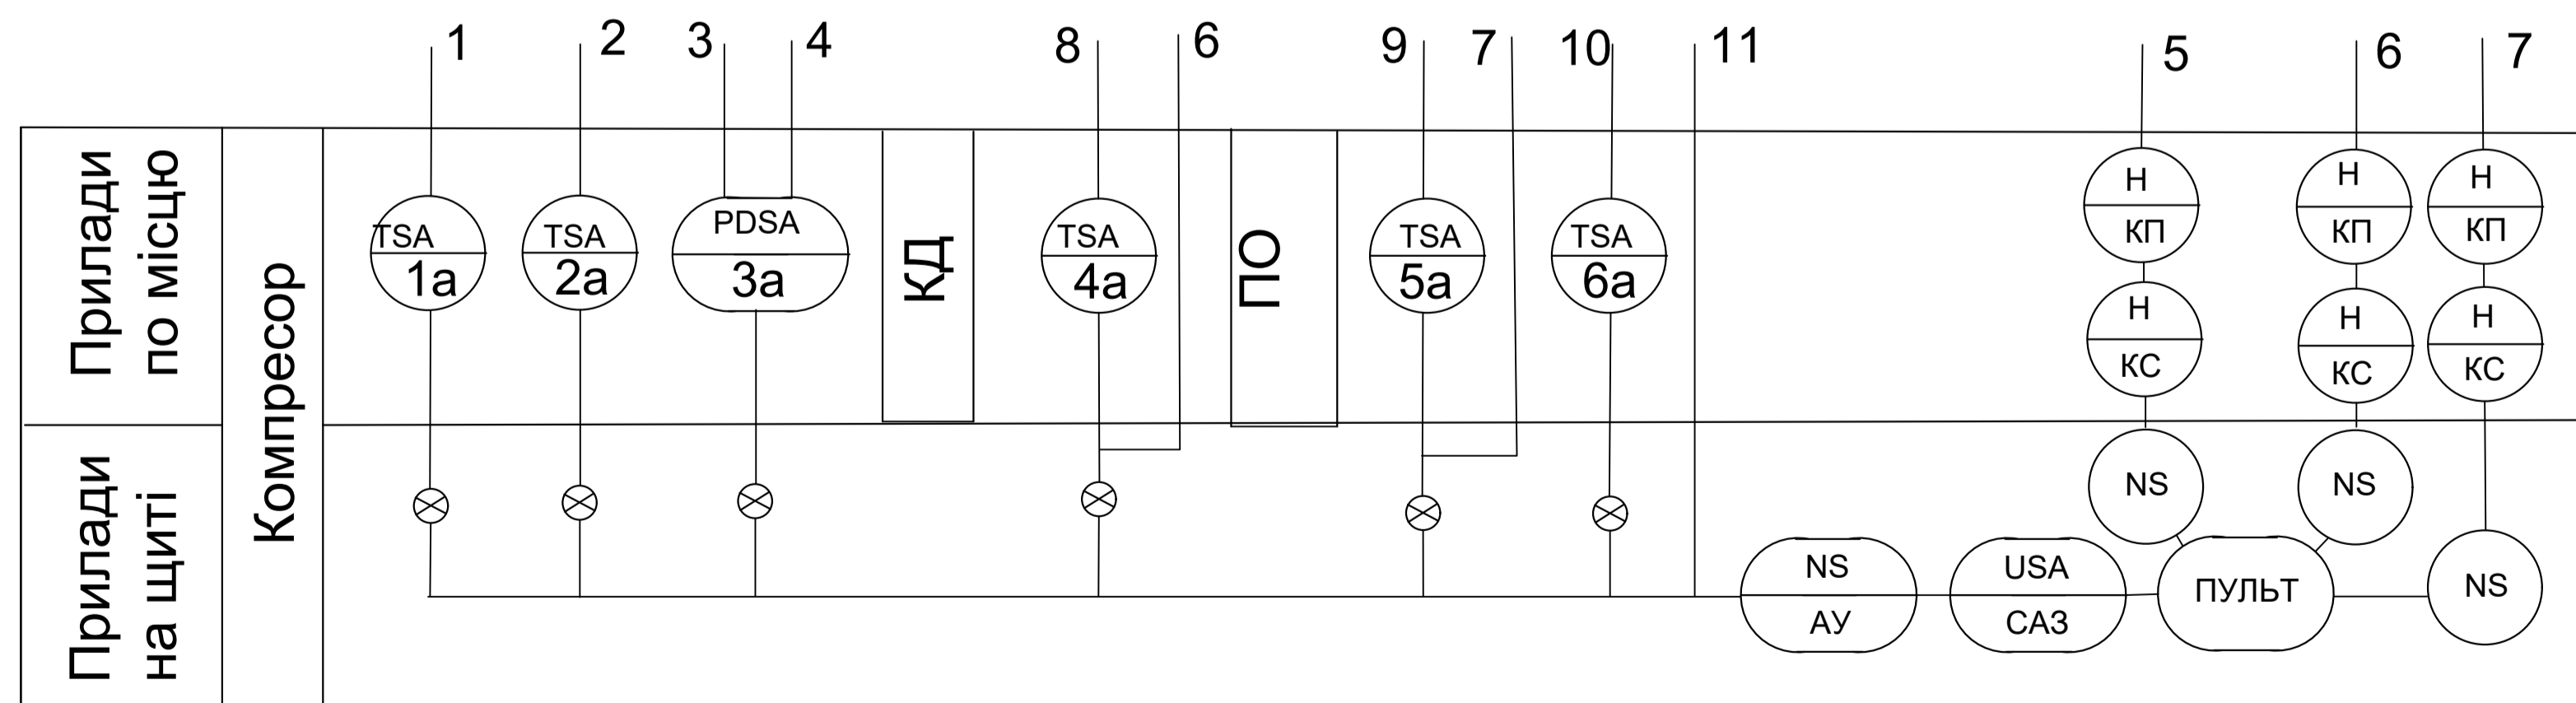 1 2 3 4 8 6 9 7 10 11 5 6 7
Прилади
по місцю
Компресор
TSA
1а
TSA
2а
PDSA
3а
КД
TSA
4а
ПО
TSA
5а
TSA
6а
Н
КП
Н
КС
Н
КП
Н
КС
Н
КП
Н
КС
Прилади
на щиті
NS
АУ
USA
САЗ
NS
ПУЛЬТ
NS
NS